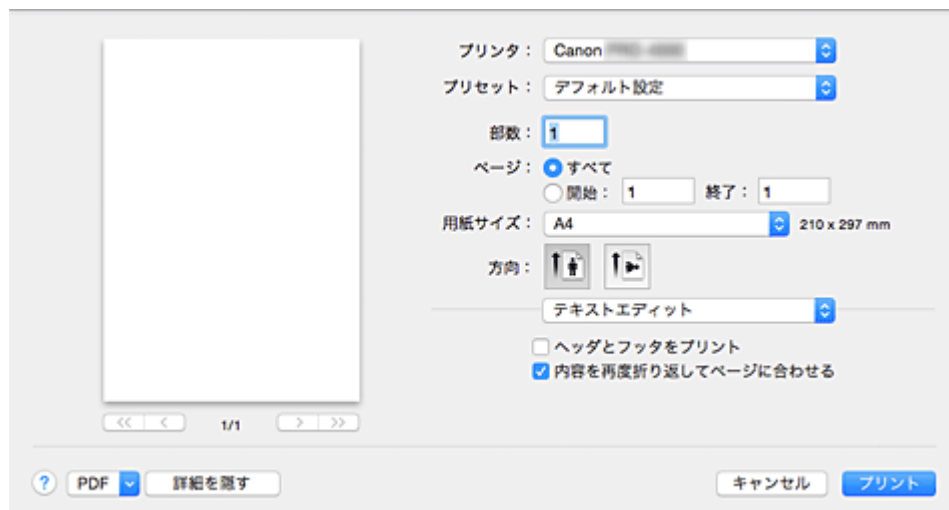 プリンタ： Canon
プリセット： デフォルト設定
部数： 1
ページ： すべて
開始： 1 終了： 1
用紙サイズ： A4 210 x 297 mm
方向：
テキストエディット
ヘッダとフッタをプリント
内容を再度折り返してページに合わせる
1/1
? PDF 詳細を隠す キャンセル プリント